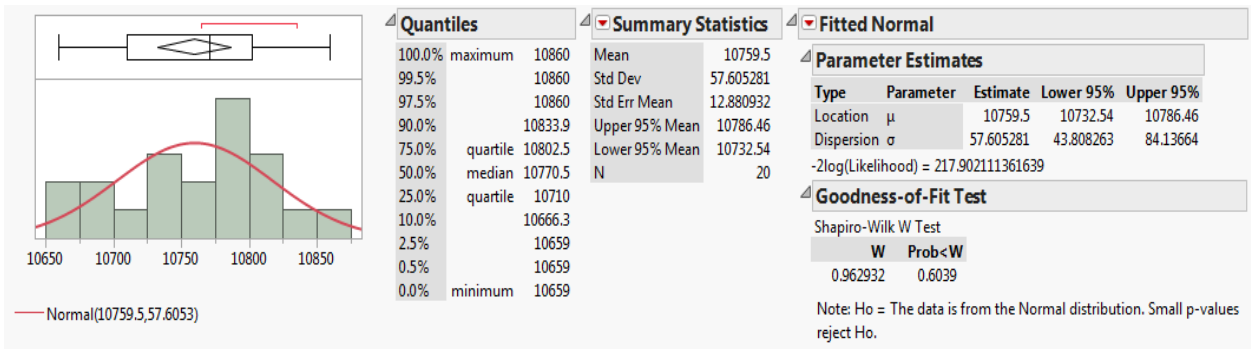 10650 10700 10750 10800 10850
Normal(10759.5,57.6053)
Quantiles
100.0% maximum 10860
99.5% 10860
97.5% 10860
90.0% 10833.9
75.0% quartile 10802.5
50.0% median 10770.5
25.0% quartile 10710
10.0% 10666.3
2.5% 10659
0.5% 10659
0.0% minimum 10659
Summary Statistics
Mean 10759.5
Std Dev 57.605281
Std Err Mean 12.880932
Upper 95% Mean 10786.46
Lower 95% Mean 10732.54
N 20
Fitted Normal
Parameter Estimates
Type Parameter Estimate Lower 95% Upper 95%
Location μ 10759.5 10732.54 10786.46
Dispersion σ 57.605281 43.808263 84.13664
-2log(Likelihood) = 217.902111361639
Goodness-of-Fit Test
Shapiro-Wilk W Test
W Prob<W
0.962932 0.6039
Note: Ho = The data is from the Normal distribution. Small p-values
reject Ho.